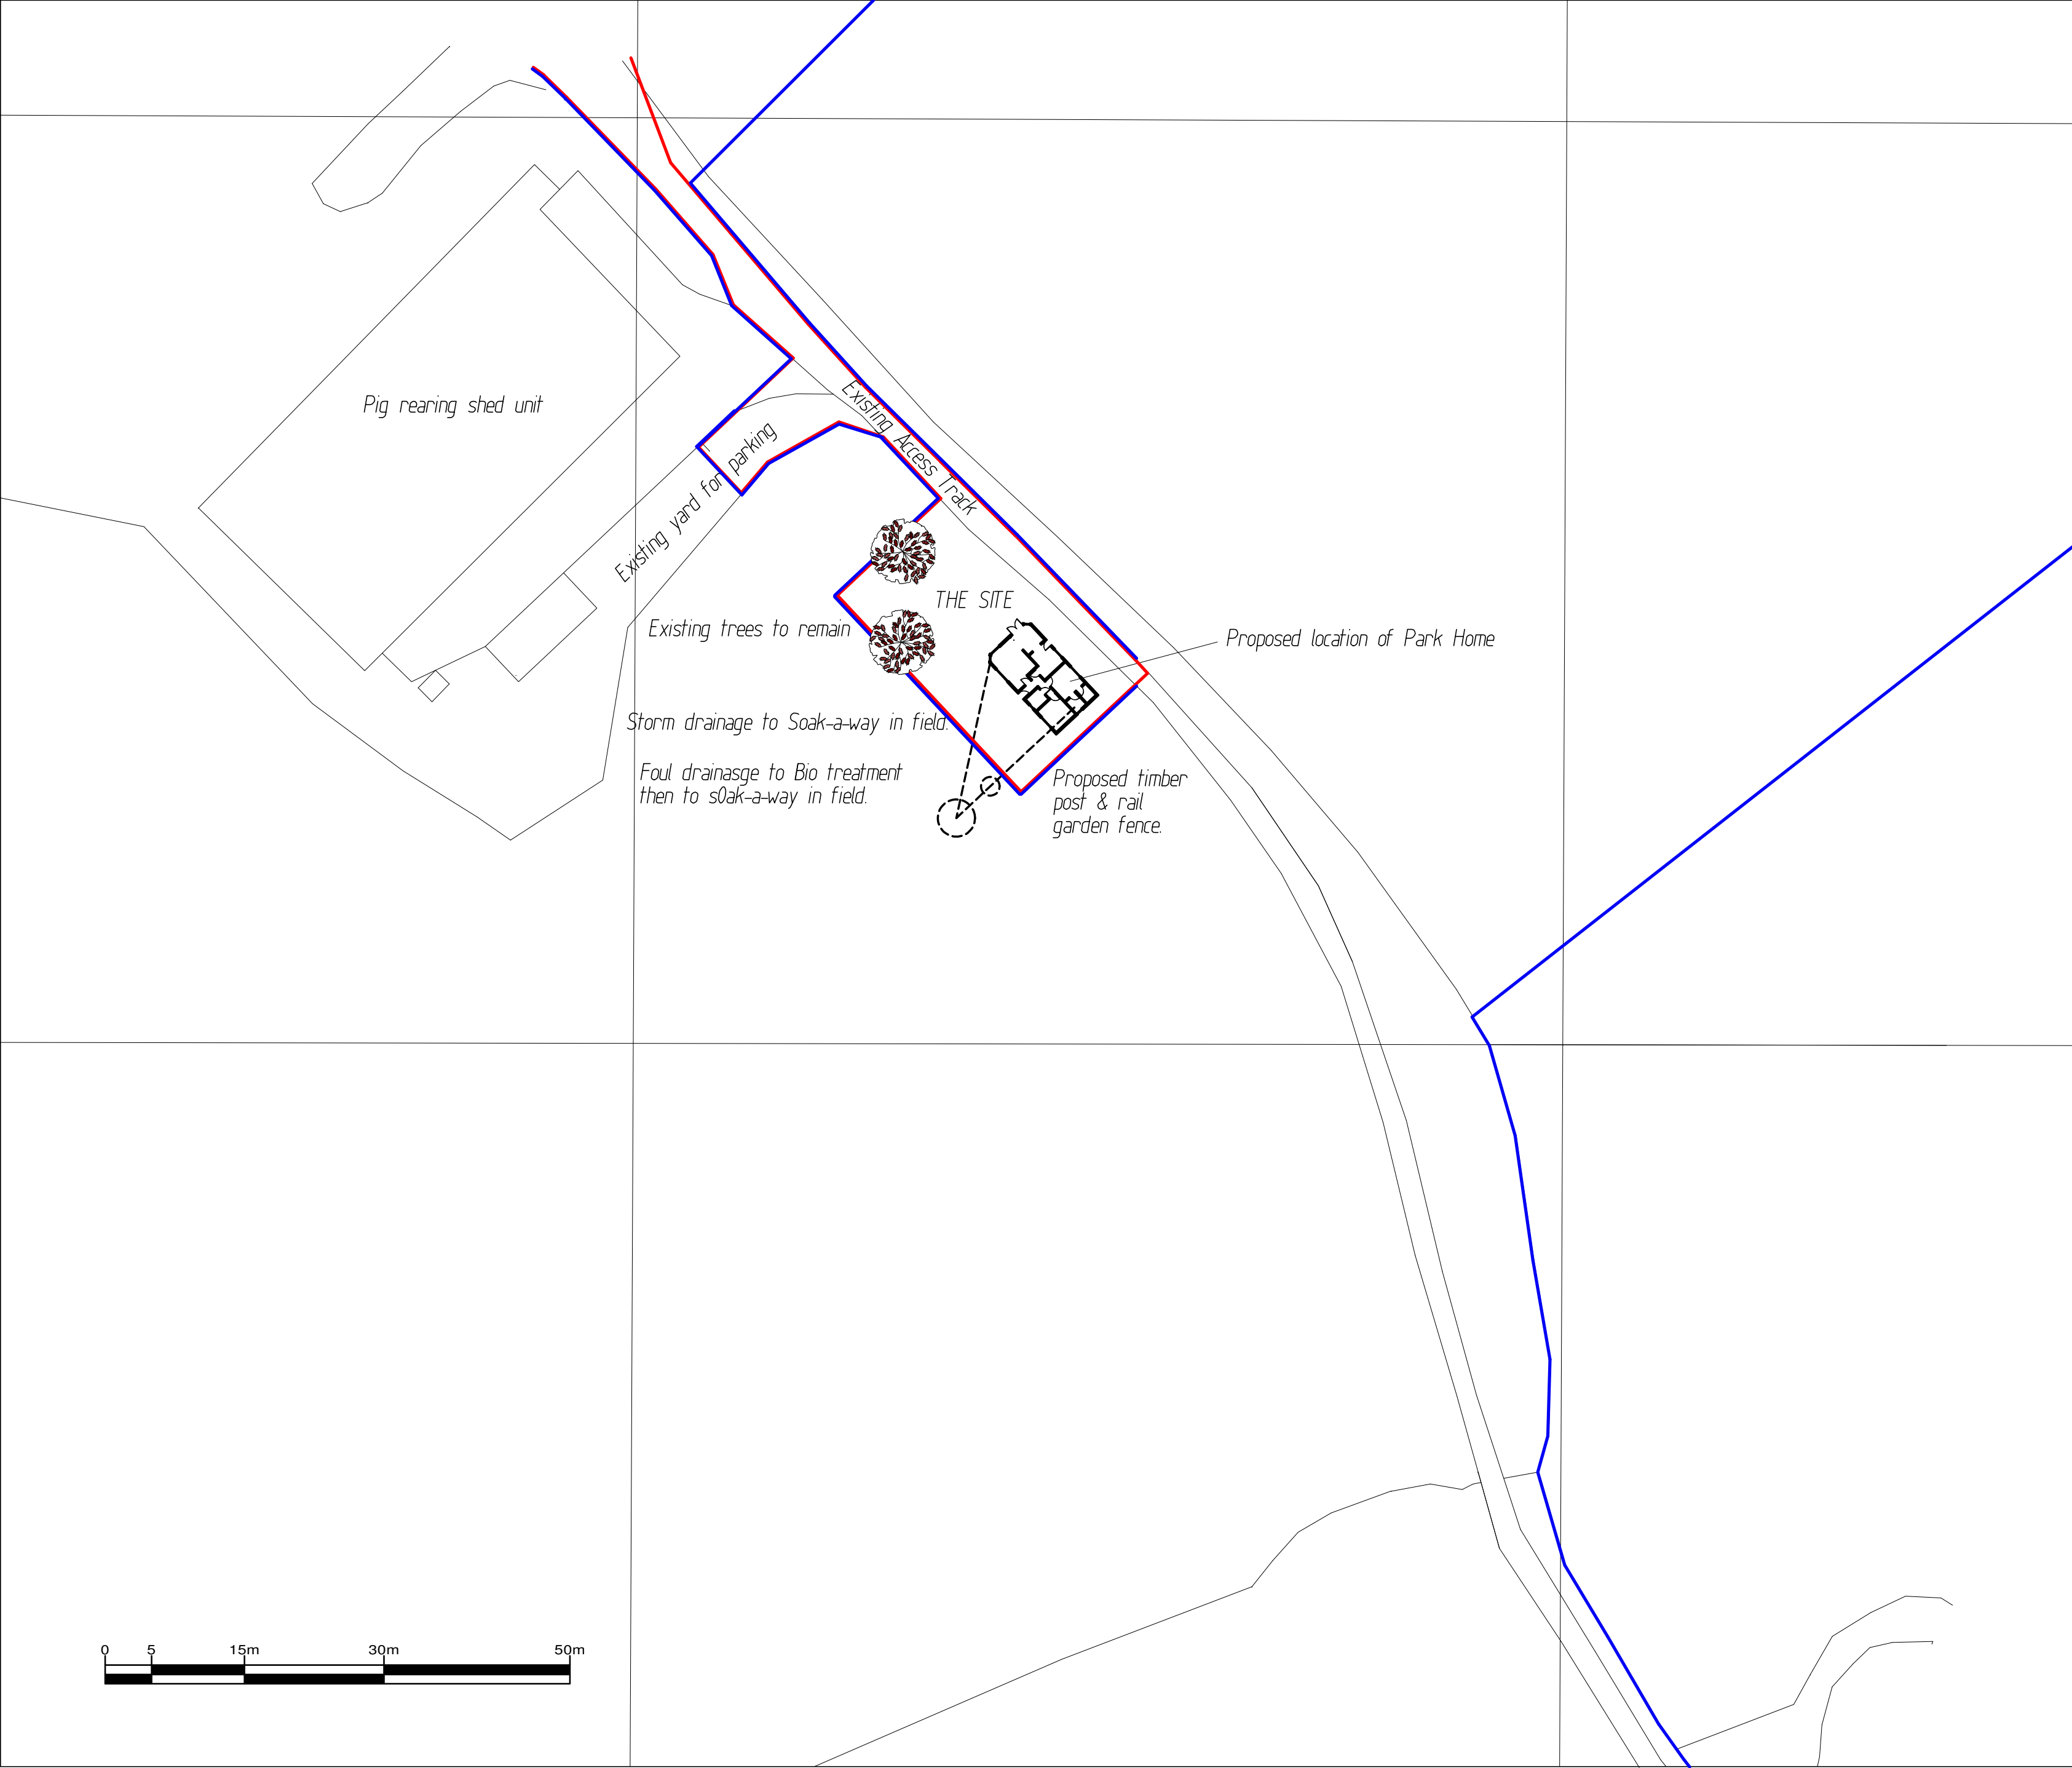 Pig rearing shed unit
Existing Access Track
Existing yard for parking
THE SITE
Existing trees to remain
Proposed location of Park Home
Storm drainage to Soak-a-way in field.
Foul drainasge to Bio treatment
then to s0ak-a-way in field.
Proposed timber
post & rail
garden fence.
0 5 15m 30m 50m